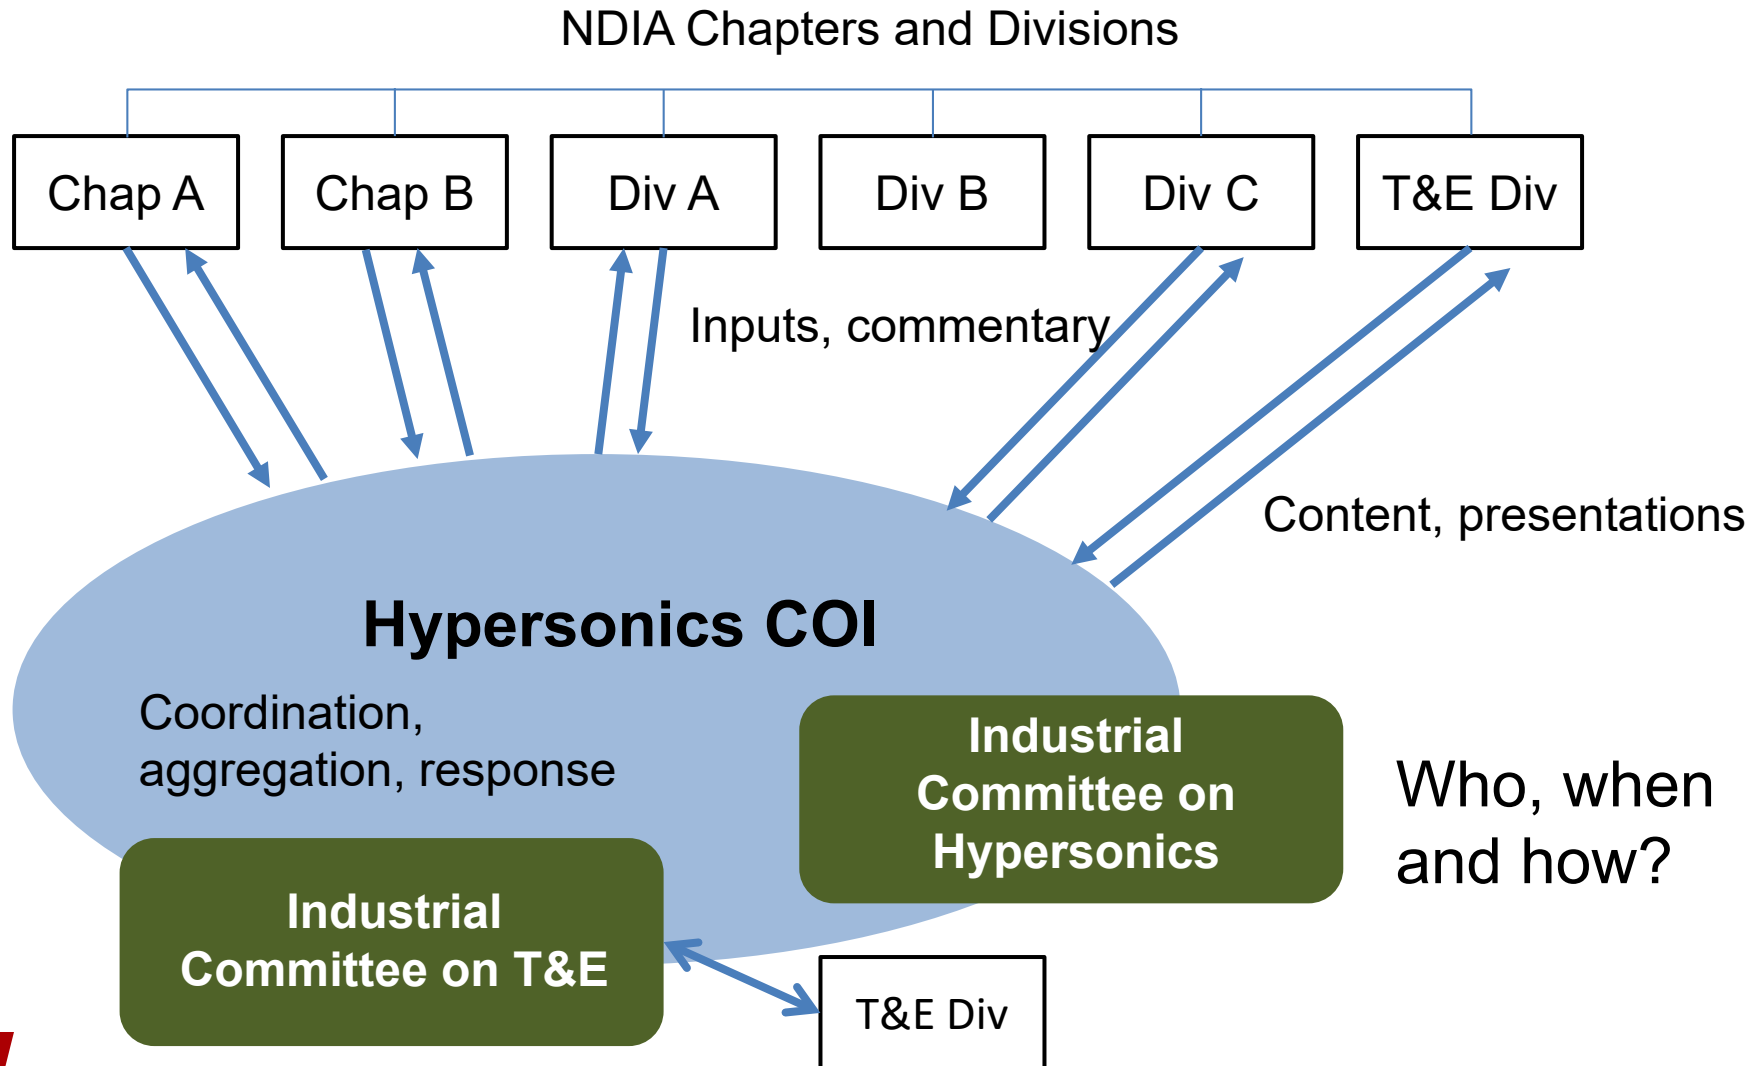 NDIA Chapters and Divisions
Chap A
Chap B
Div A
Div B
Div C
T&E Div
Inputs, commentary
Content, presentations
Hypersonics COI
Coordination,
aggregation, response
Industrial
Committee on
Hypersonics
Who, when
and how?
Industrial
Committee on T&E
T&E Div